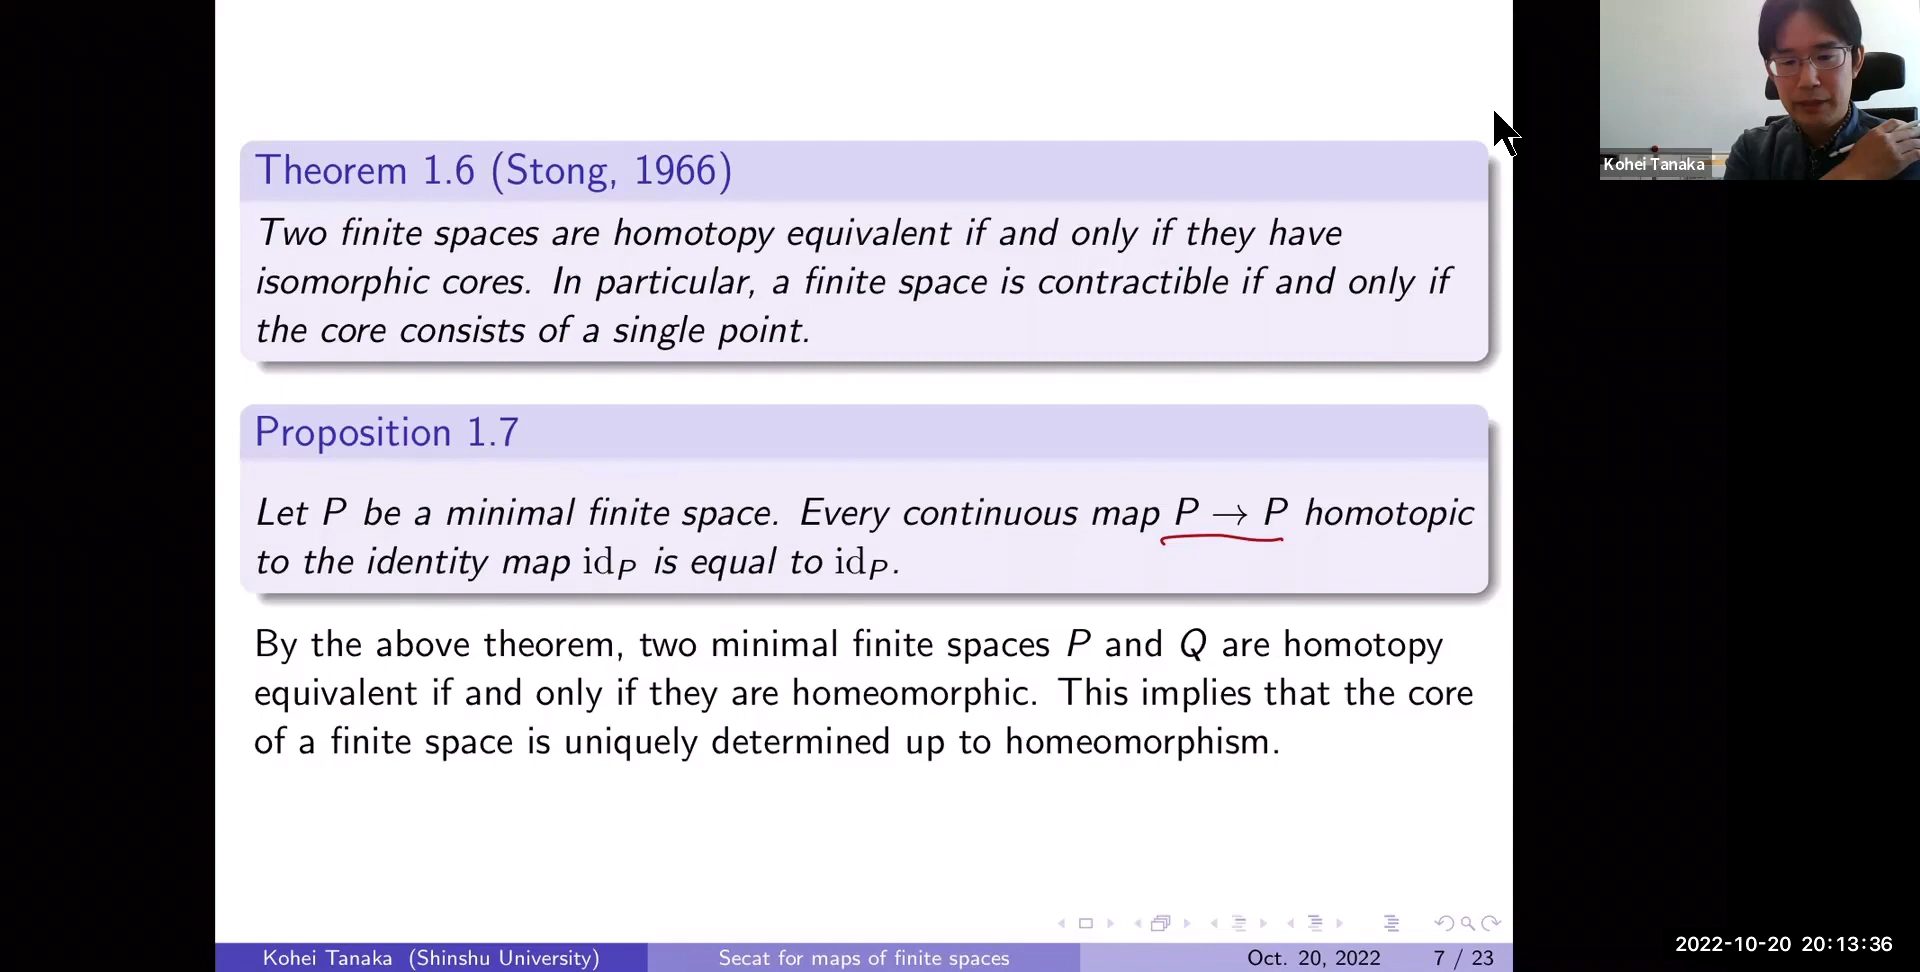 Theorem 1.6 (Stong, 1966)
Two finite spaces are homotopy equivalent if and only if they have
isomorphic cores. In particular, a finite space is contractible if and only if
the core consists of a single point.
Proposition 1.7
Let P be a minimal finite space. Every continuous map P → P homotopic
to the identity map id_P is equal to id_P.
By the above theorem, two minimal finite spaces P and Q are homotopy
equivalent if and only if they are homeomorphic. This implies that the core
of a finite space is uniquely determined up to homeomorphism.
Kohei Tanaka (Shinshu University) Secat for maps of finite spaces Oct. 20, 2022 7 / 23
Kohei Tanaka
2022-10-20 20:13:36